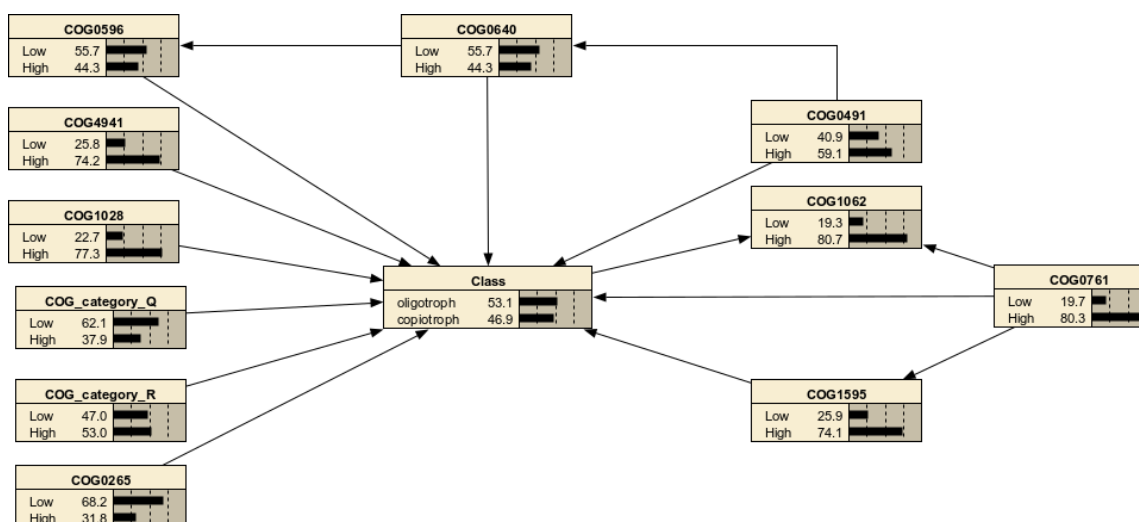 COG0596
Low 55.7
High 44.3
COG0640
Low 55.7
High 44.3
COG4941
Low 25.8
High 74.2
COG0491
Low 40.9
High 59.1
COG1028
Low 22.7
High 77.3
COG1062
Low 19.3
High 80.7
Class
oligotroph 53.1
copiotroph 46.9
COG0761
Low 19.7
High 80.3
COG_category_Q
Low 62.1
High 37.9
COG_category_R
Low 47.0
High 53.0
COG1595
Low 25.9
High 74.1
COG0265
Low 68.2
High 31.8